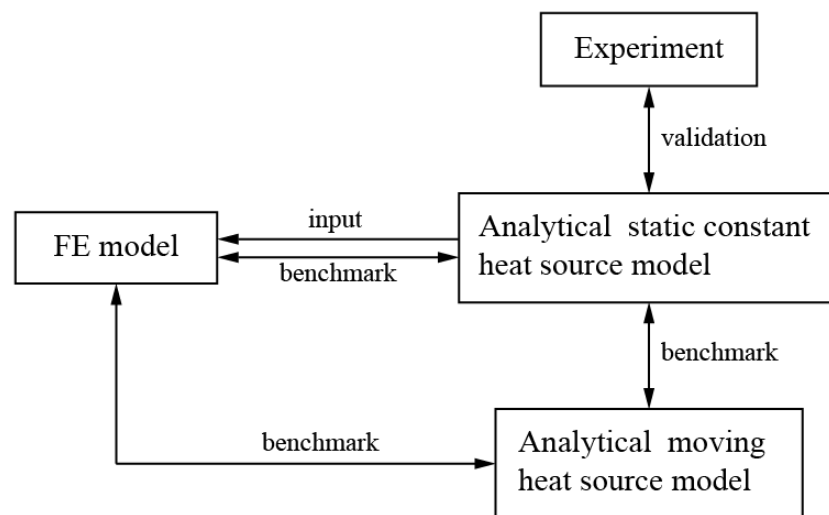 Experiment
validation
input
Analytical static constant
heat source model
FE model
benchmark
benchmark
benchmark
Analytical moving
heat source model